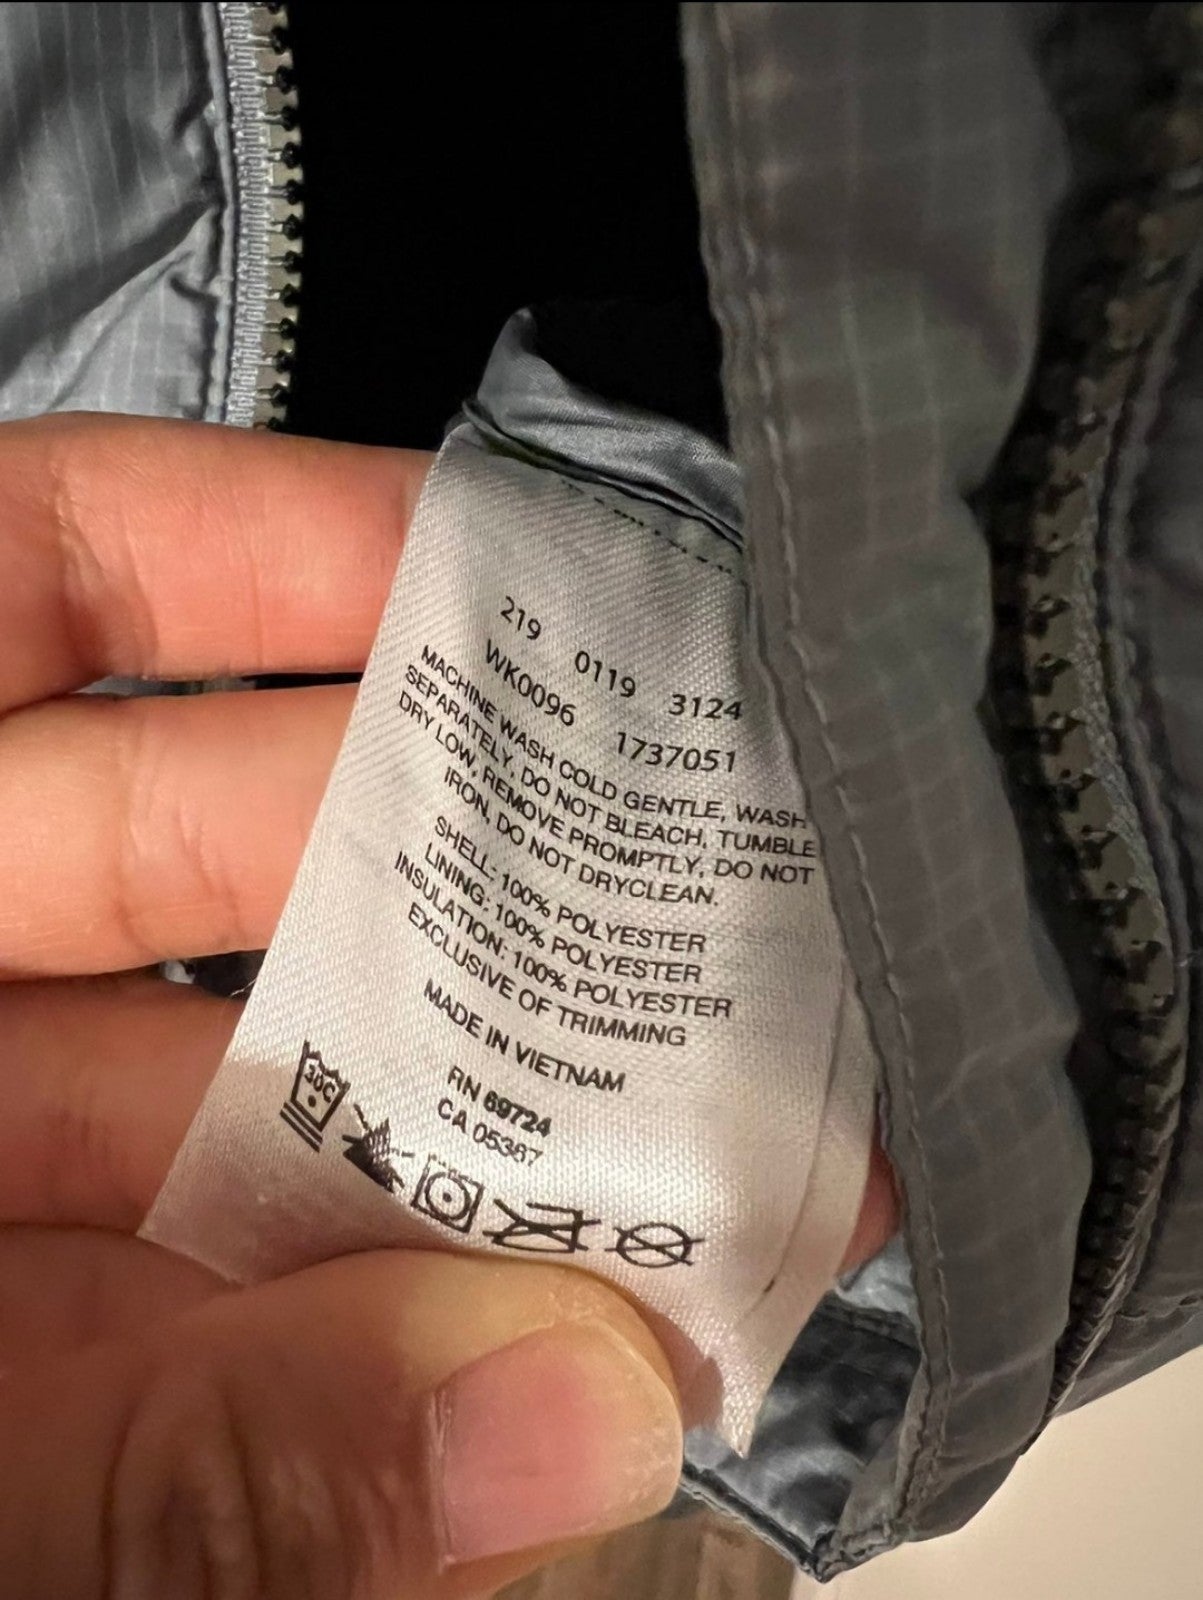 219 0119 3124
WK0096 1737051
MACHINE WASH COLD GENTLE, WASH
SEPARATELY, DO NOT BLEACH, TUMBLE
DRY LOW, REMOVE PROMPTLY, DO NOT
IRON, DO NOT DRYCLEAN.
SHELL: 100% POLYESTER
LINING: 100% POLYESTER
INSULATION: 100% POLYESTER
EXCLUSIVE OF TRIMMING
MADE IN VIETNAM
RN 69724
CA 05367
30C